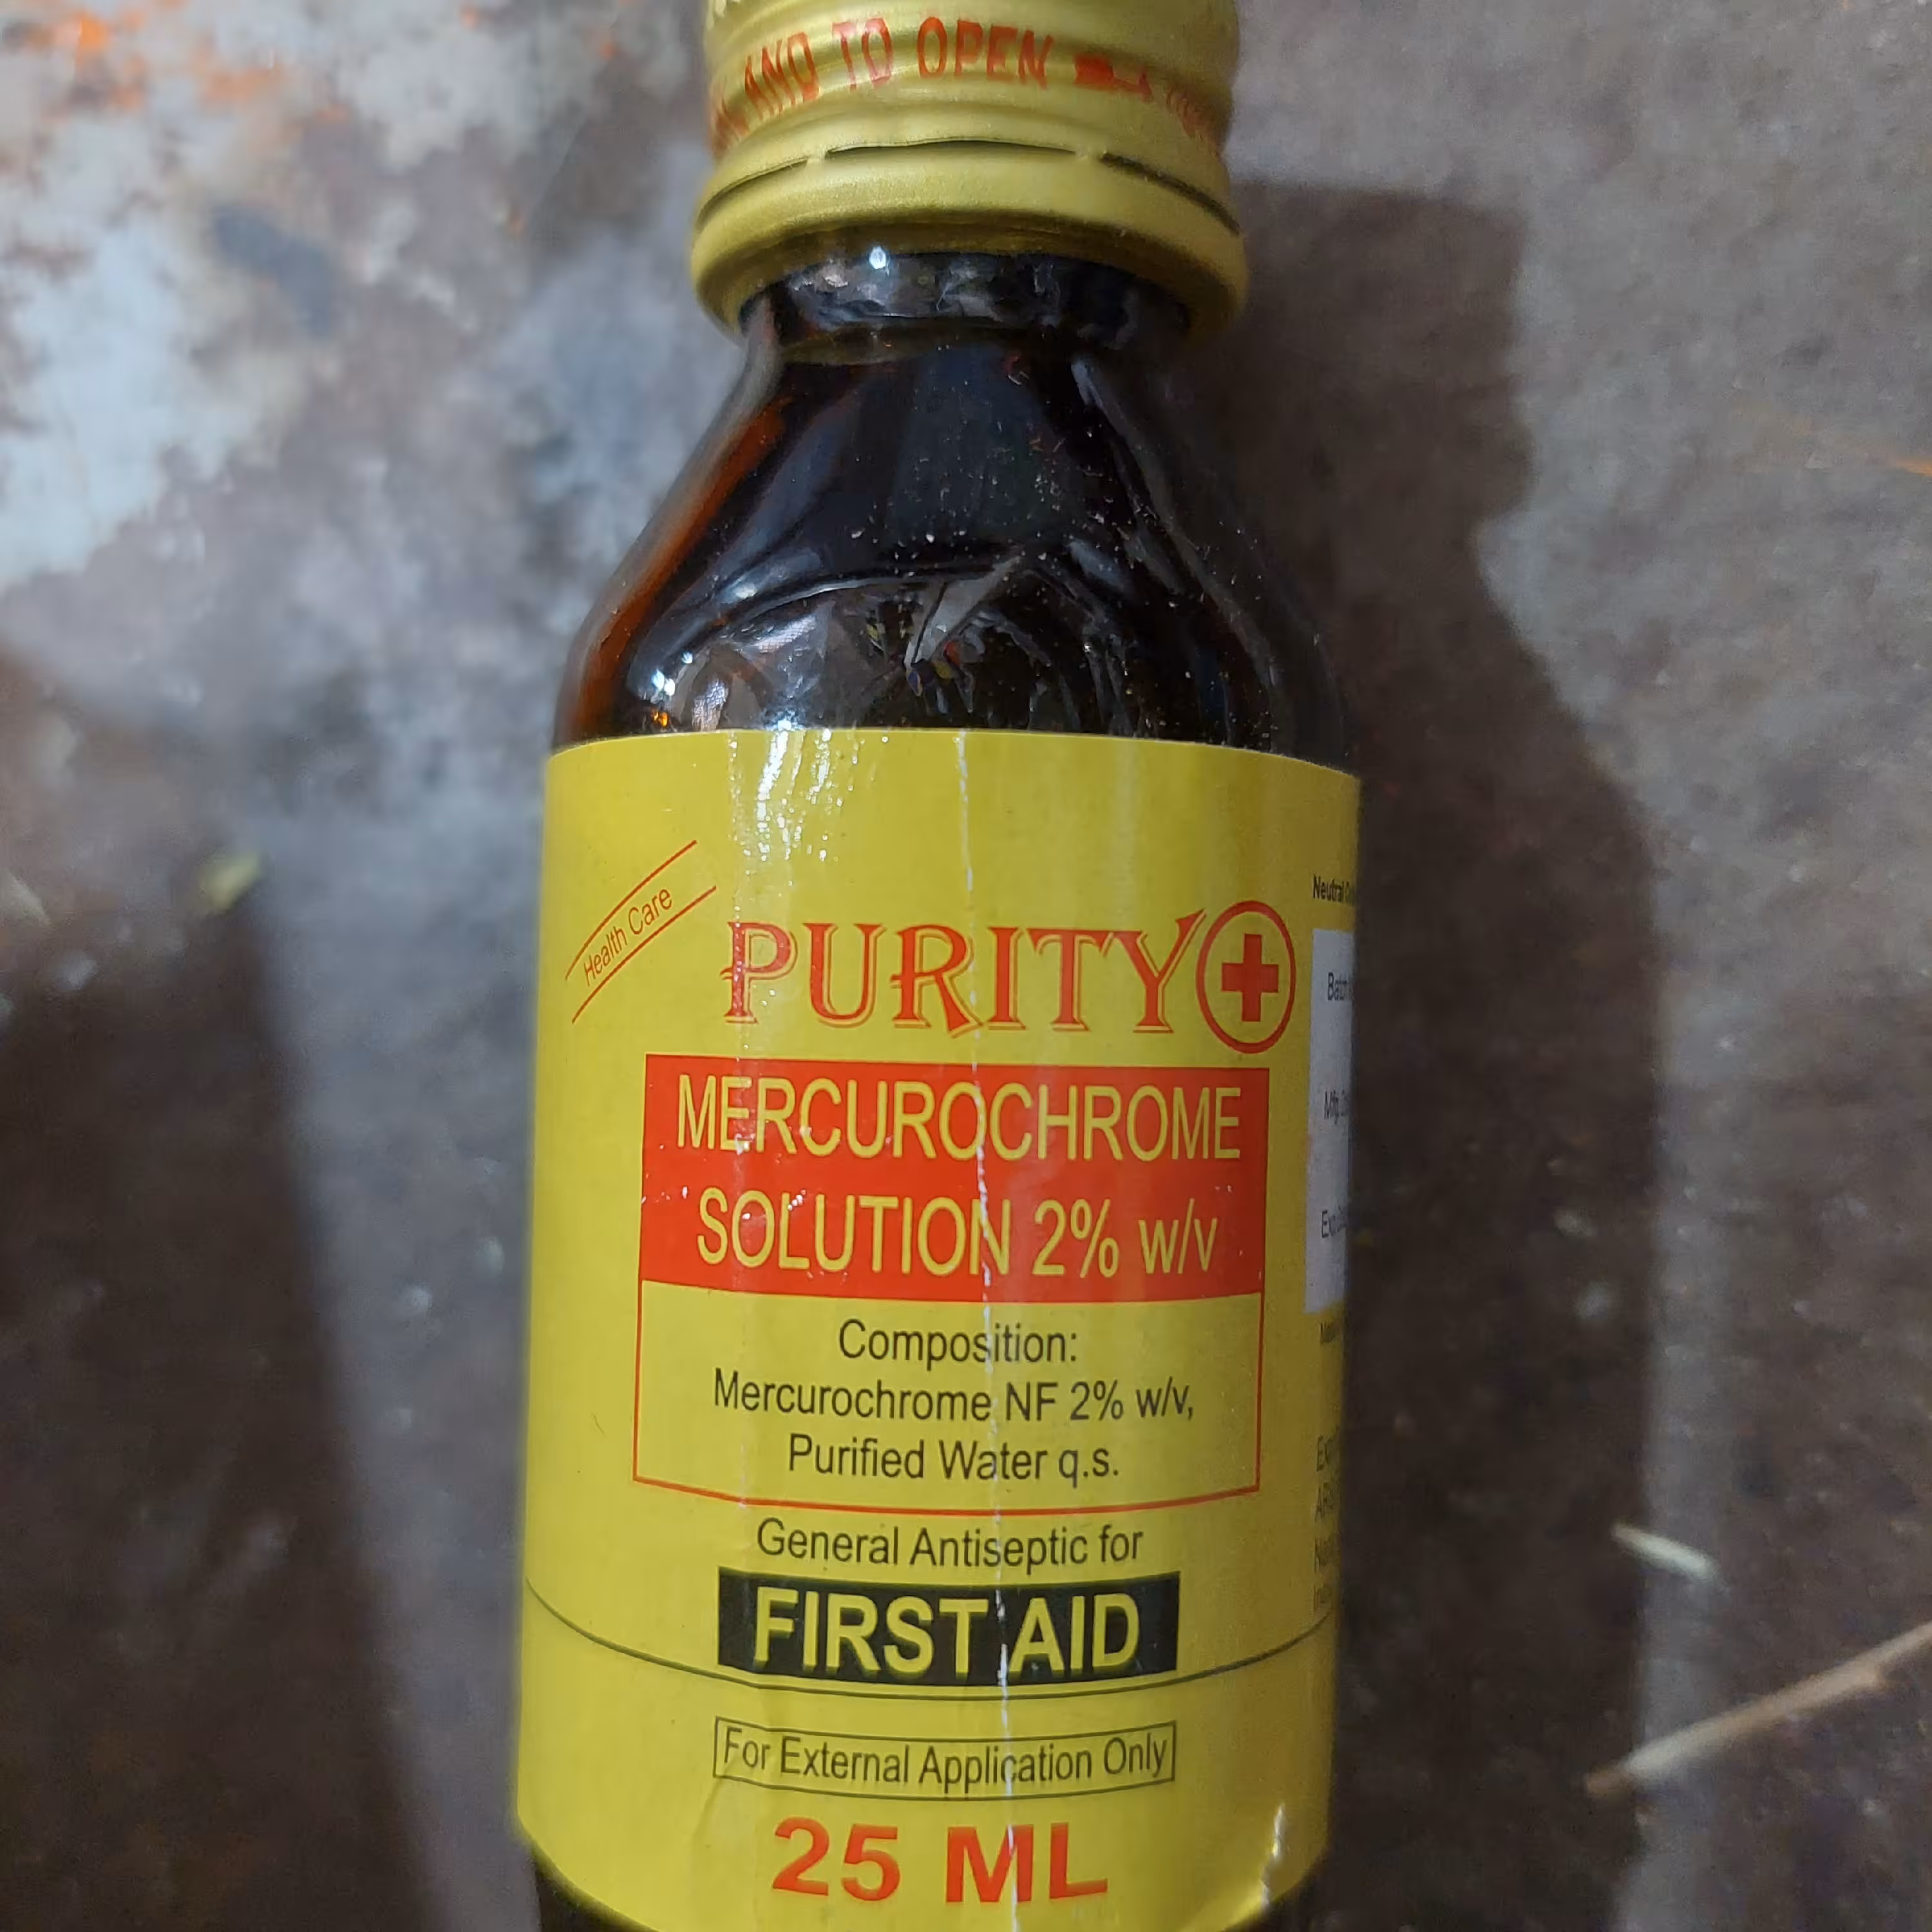 AND TO OPEN
Health Care
PURITY
MERCUROCHROME
SOLUTION 2% w/v
Composition:
Mercurochrome NF 2% w/v,
Purified Water q.s.
General Antiseptic for
FIRST AID
For External Application Only
25 ML
Neutral